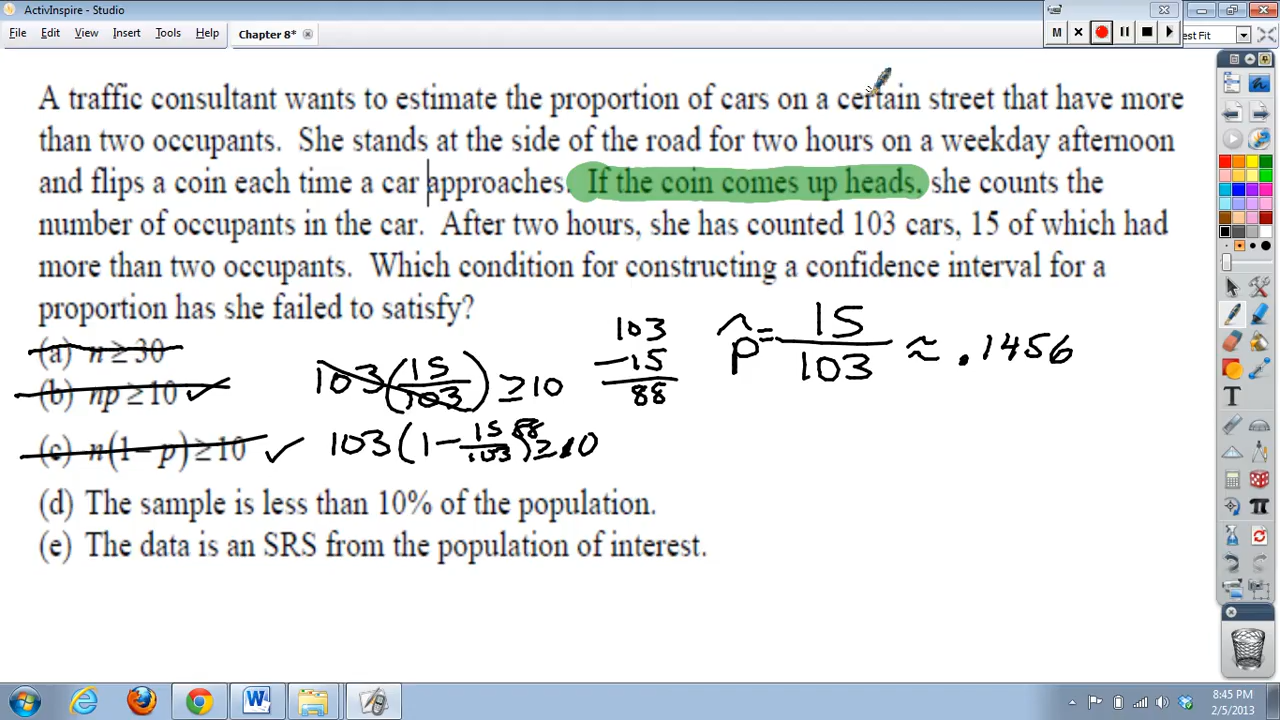 ActivInspire - Studio
File Edit View Insert Tools Help
Chapter 8*
M
est Fit
A traffic consultant wants to estimate the proportion of cars on a certain street that have more
than two occupants. She stands at the side of the road for two hours on a weekday afternoon
and flips a coin each time a car approaches. If the coin comes up heads, she counts the
number of occupants in the car. After two hours, she has counted 103 cars, 15 of which had
more than two occupants. Which condition for constructing a confidence interval for a
proportion has she failed to satisfy?
(a) n ≥ 30
(b) np ≥ 10 ✓
(c) n(1 − p) ≥ 10 ✓
(d) The sample is less than 10% of the population.
(e) The data is an SRS from the population of interest.
103(15/103) ≥ 10
103(1 − 15/103) 88 ≥ 10
103
−15
88
p̂ = 15/103 ≈ .1456
T
π
8:45 PM
2/5/2013